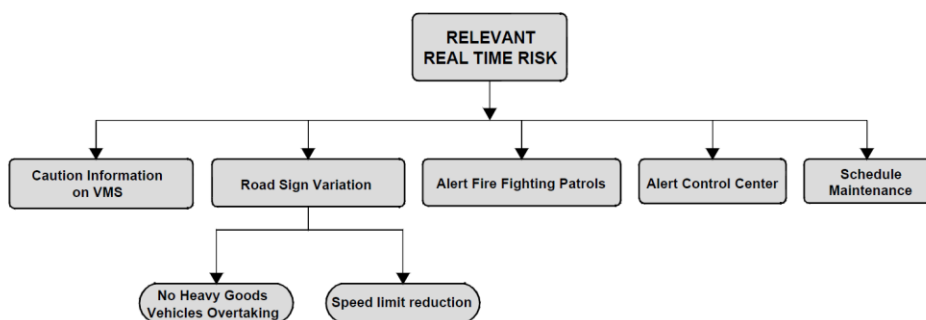 RELEVANT
REAL TIME RISK
Caution Information
on VMS
Road Sign Variation
Alert Fire Fighting Patrols
Alert Control Center
Schedule
Maintenance
No Heavy Goods
Vehicles Overtaking
Speed limit reduction